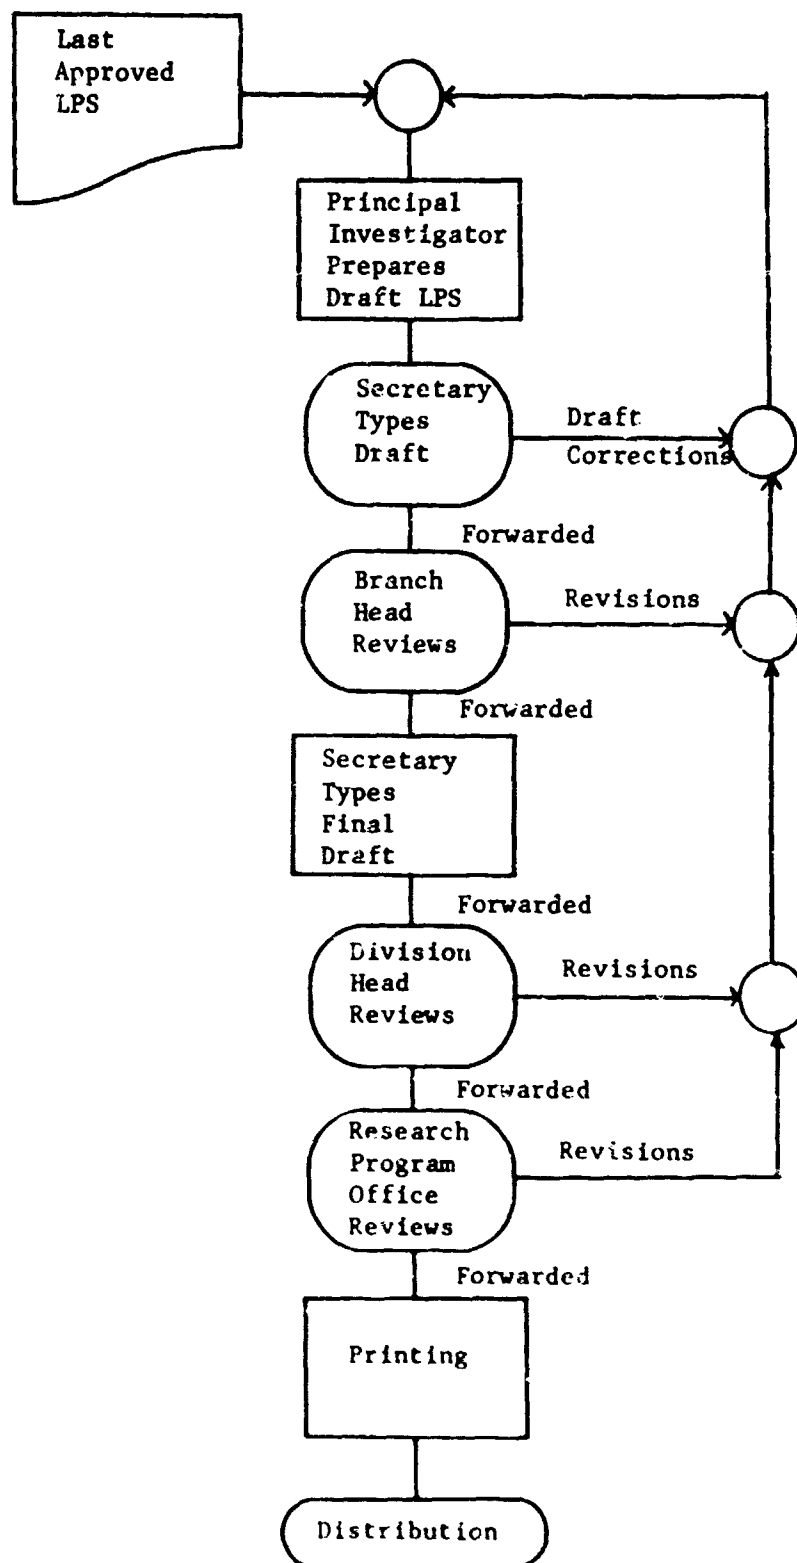 Last
Approved
LPS
Principal
Investigator
Prepares
Draft LPS
Secretary
Types
Draft
Draft
Corrections
Forwarded
Branch
Head
Reviews
Revisions
Forwarded
Secretary
Types
Final
Draft
Forwarded
Division
Head
Reviews
Revisions
Forwarded
Research
Program
Office
Reviews
Revisions
Forwarded
Printing
Distribution